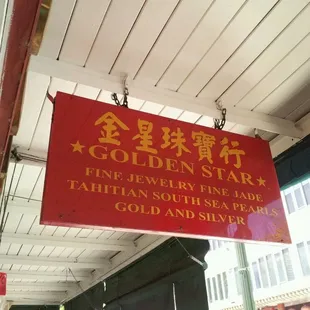 金星珠寶行
★GOLDEN STAR★
FINE JEWELRY FINE JADE
TAHITIAN SOUTH SEA PEARLS
GOLD AND SILVER